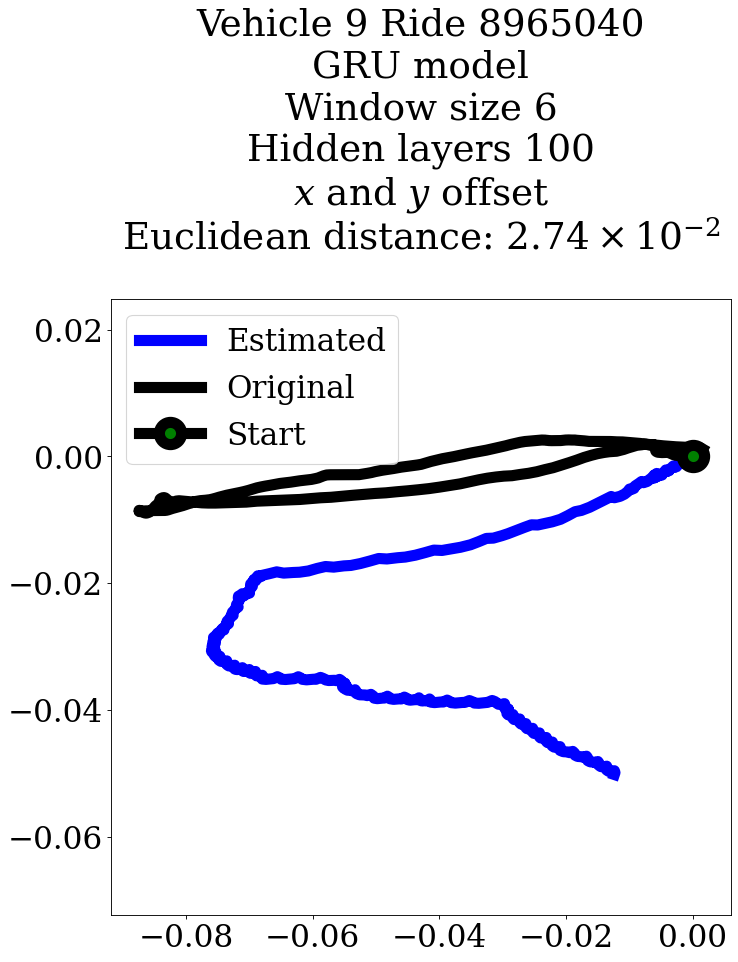 Vehicle 9 Ride 8965040
GRU model
Window size 6
Hidden layers 100
x and y offset
Euclidean distance: 2.74 × 10⁻²
Estimated
Original
Start
0.02
0.00
−0.02
−0.04
−0.06
−0.08 −0.06 −0.04 −0.02 0.00